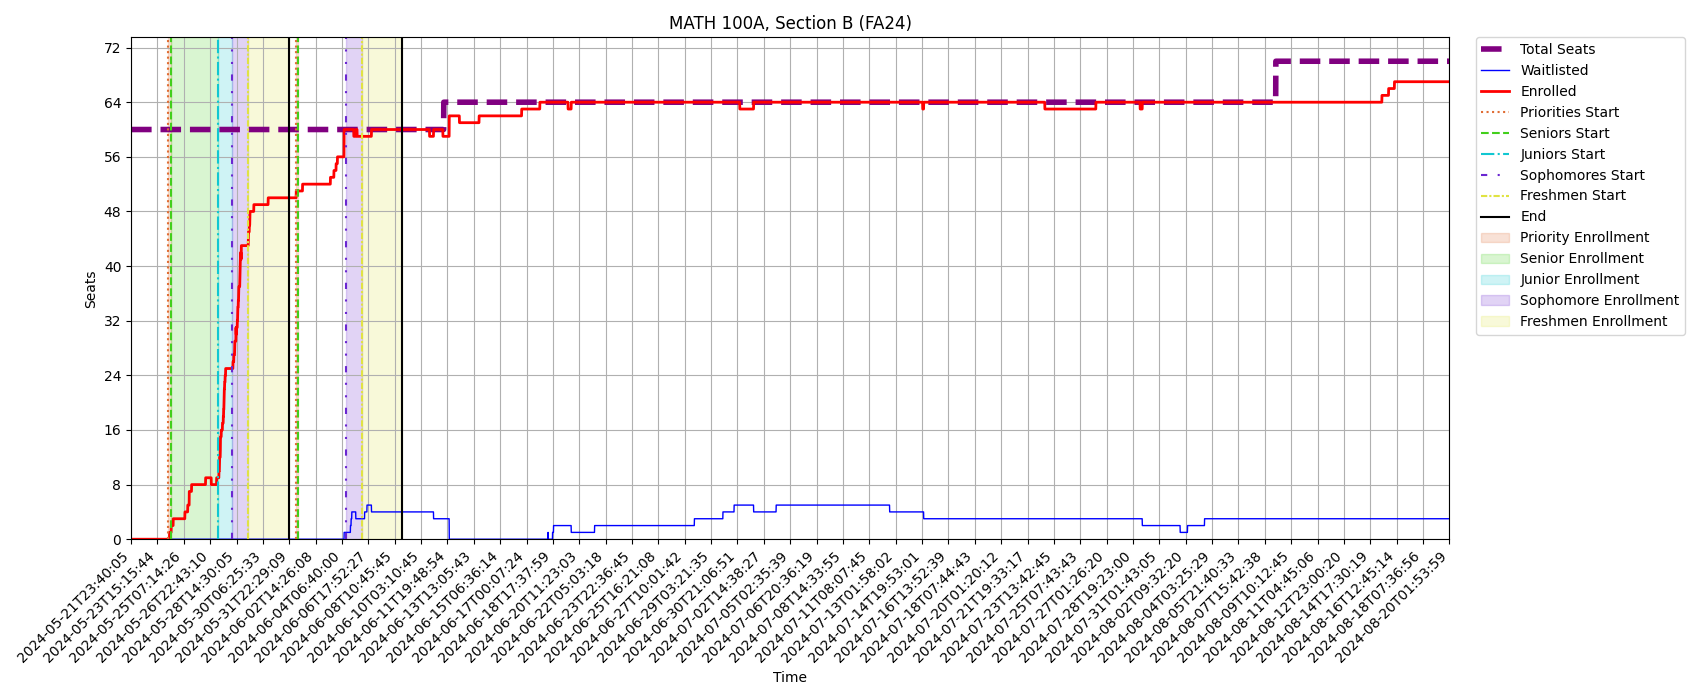 MATH 100A, Section B (FA24)
72
64
56
48
40
32
24
16
8
0
Seats
2024-05-21T23:40:05
2024-05-23T15:15:44
2024-05-25T07:14:26
2024-05-26T22:43:10
2024-05-28T14:30:05
2024-05-30T06:25:33
2024-05-31T22:29:09
2024-06-02T14:26:08
2024-06-04T06:40:00
2024-06-06T17:52:27
2024-06-08T10:45:45
2024-06-10T03:10:45
2024-06-11T19:48:54
2024-06-13T13:05:43
2024-06-15T06:36:14
2024-06-17T00:07:24
2024-06-18T17:37:59
2024-06-20T11:23:03
2024-06-22T05:03:18
2024-06-23T22:36:45
2024-06-25T16:21:08
2024-06-27T10:01:42
2024-06-29T03:21:35
2024-06-30T21:06:51
2024-07-02T14:38:27
2024-07-05T02:35:39
2024-07-06T20:36:19
2024-07-08T14:33:55
2024-07-11T08:07:45
2024-07-13T01:58:02
2024-07-14T19:53:01
2024-07-16T13:52:39
2024-07-18T07:44:43
2024-07-20T01:20:12
2024-07-21T19:33:17
2024-07-23T13:42:45
2024-07-25T07:43:43
2024-07-27T01:26:20
2024-07-28T19:23:00
2024-07-31T01:43:05
2024-08-02T09:32:20
2024-08-04T03:25:29
2024-08-05T21:40:33
2024-08-07T15:42:38
2024-08-09T10:12:45
2024-08-11T04:45:06
2024-08-12T23:00:20
2024-08-14T17:30:19
2024-08-16T12:45:14
2024-08-18T07:36:56
2024-08-20T01:53:59
Time
Total Seats
Waitlisted
Enrolled
Priorities Start
Seniors Start
Juniors Start
Sophomores Start
Freshmen Start
End
Priority Enrollment
Senior Enrollment
Junior Enrollment
Sophomore Enrollment
Freshmen Enrollment